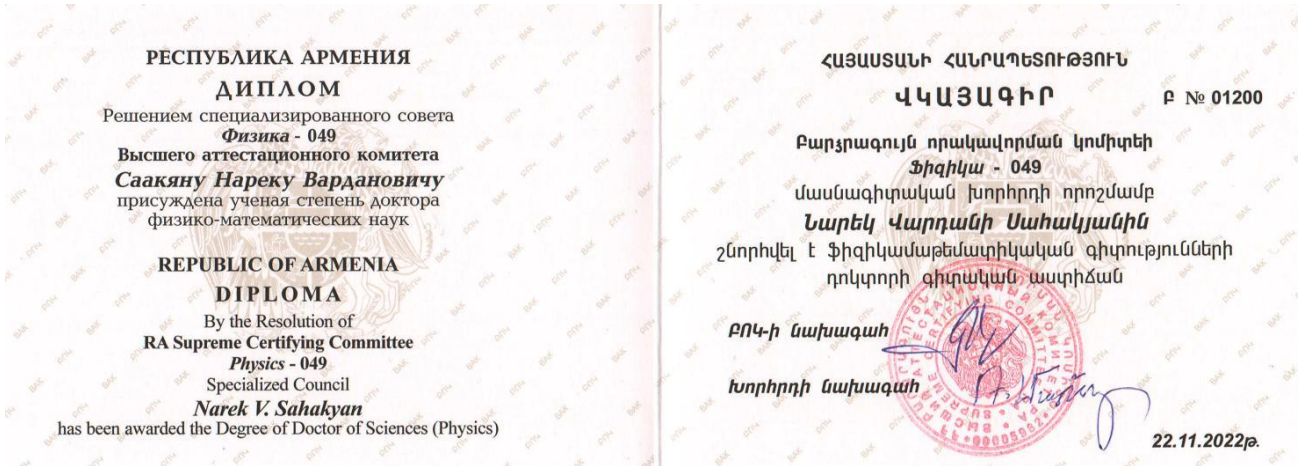 РЕСПУБЛИКА АРМЕНИЯ
ДИПЛОМ
Решением специализированного совета
Физика - 049
Высшего аттестационного комитета
Саакяну Нареку Вардановичу
присуждена ученая степень доктора
физико-математических наук
REPUBLIC OF ARMENIA
DIPLOMA
By the Resolution of
RA Supreme Certifying Committee
Physics - 049
Specialized Council
Narek V. Sahakyan
has been awarded the Degree of Doctor of Sciences (Physics)
ՀԱՅԱՍՏԱՆԻ ՀԱՆՐԱՊԵՏՈՒԹՅՈՒՆ
ՎԿԱՅԱԳԻՐ
Բ № 01200
Բարձրագույն որակավորման կոմիտեի
Ֆիզիկա - 049
մասնագիտական խորհրդի որոշմամբ
Նարեկ Վարդանի Սահակյանին
շնորհվել է ֆիզիկամաթեմատիկական գիտությունների
դոկտորի գիտական աստիճան
ԲՈԿ-ի նախագահ
Խորհրդի նախագահ
22.11.2022թ.